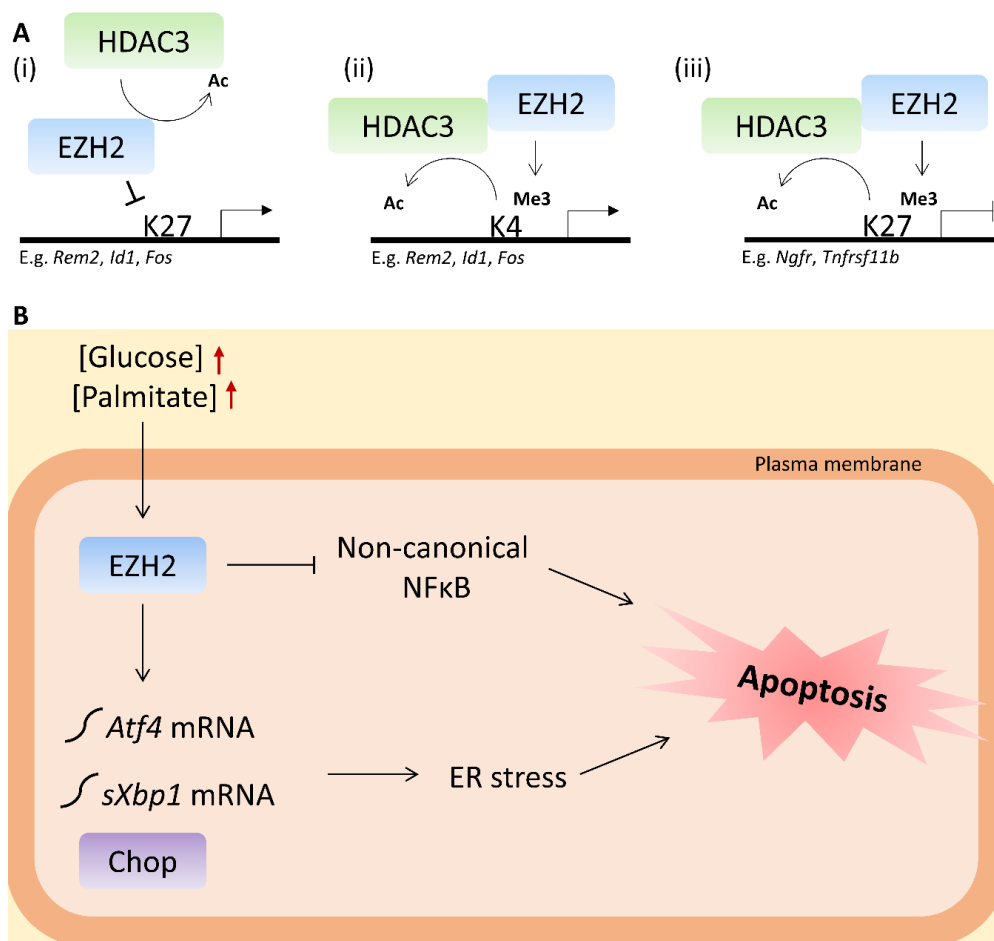 A
(i)
HDAC3
Ac
EZH2
K27
E.g. Rem2, Id1, Fos
(ii)
EZH2
HDAC3
Ac
Me3
K4
E.g. Rem2, Id1, Fos
(iii)
EZH2
HDAC3
Ac
Me3
K27
E.g. Ngfr, Tnfrsf11b
B
[Glucose]
[Palmitate]
Plasma membrane
EZH2
Non-canonical
NFκB
Apoptosis
Atf4 mRNA
sXbp1 mRNA
ER stress
Chop